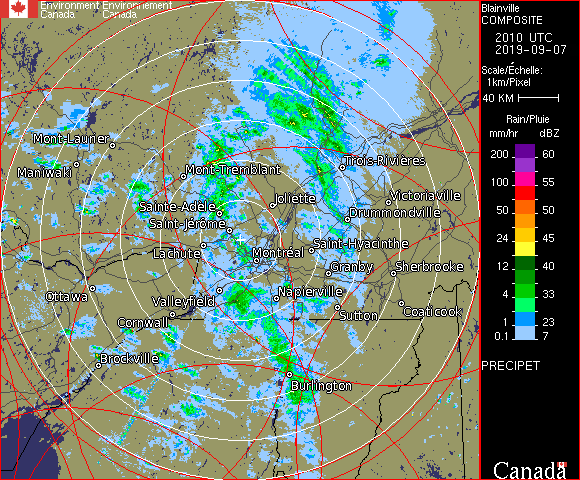 Environment Environnement
Canada Canada
Blainville
COMPOSITE
2010 UTC
2019-09-07
Scale/Échelle:
1km/Pixel
40 KM
Rain/Pluie
mm/hr dBZ
200 60
100 55
50 50
24 45
12 40
4 33
1 23
0.1 7
PRECIPET
Canada
Mont-Laurier
Maniwaki
Mont-Tremblant
Trois-Rivières
Sainte-Adèle
Joliette
Victoriaville
Drummondville
Saint-Jérôme
Lachute
Montréal
Saint-Hyacinthe
Granby
Sherbrooke
Ottawa
Valleyfield
Napierville
Cornwall
Sutton
Coaticook
Brockville
Burlington